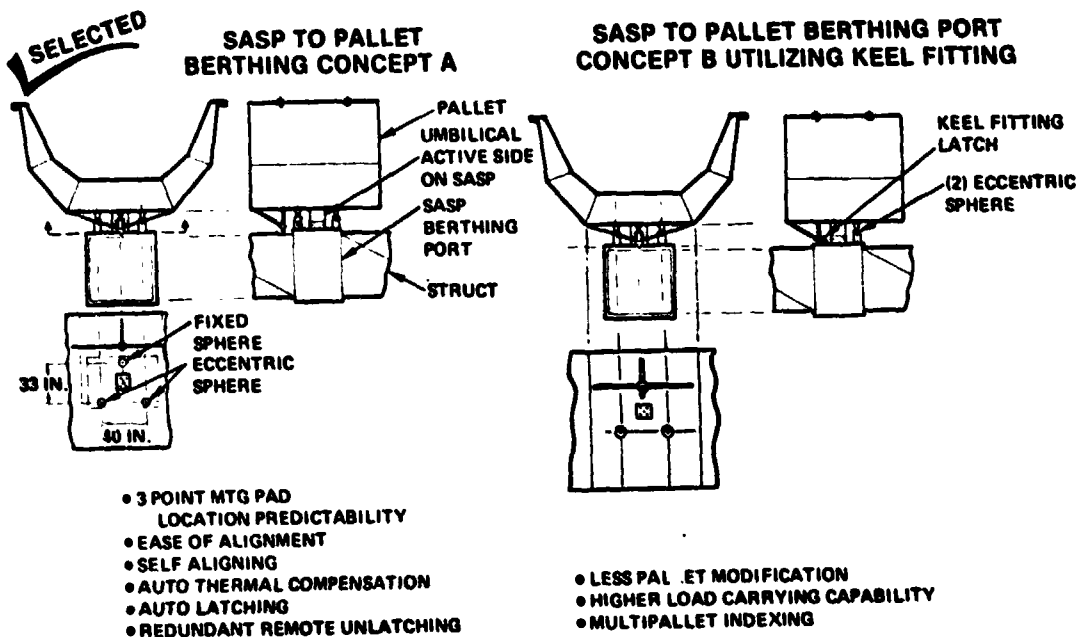 SELECTED
SASP TO PALLET
BERTHING CONCEPT A
PALLET
UMBILICAL
ACTIVE SIDE
ON SASP
SASP
BERTHING
PORT
STRUCT
FIXED
SPHERE
ECCENTRIC
SPHERE
33 IN.
40 IN.
• 3 POINT MTG PAD
LOCATION PREDICTABILITY
• EASE OF ALIGNMENT
• SELF ALIGNING
• AUTO THERMAL COMPENSATION
• AUTO LATCHING
• REDUNDANT REMOTE UNLATCHING
SASP TO PALLET BERTHING PORT
CONCEPT B UTILIZING KEEL FITTING
KEEL FITTING
LATCH
(2) ECCENTRIC
SPHERE
• LESS PAL .ET MODIFICATION
• HIGHER LOAD CARRYING CAPABILITY
• MULTIPALLET INDEXING